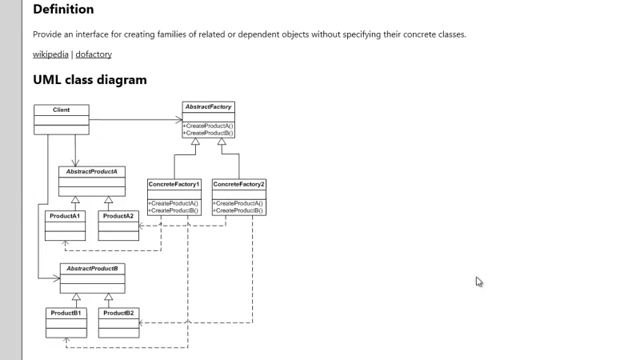 Definition
Provide an interface for creating families of related or dependent objects without specifying their concrete classes.
wikipedia | dofactory
UML class diagram
Client
AbstractFactory
+CreateProductA()
+CreateProductB()
AbstractProductA
ConcreteFactory1
+CreateProductA()
+CreateProductB()
ConcreteFactory2
+CreateProductA()
+CreateProductB()
ProductA1
ProductA2
AbstractProductB
ProductB1
ProductB2